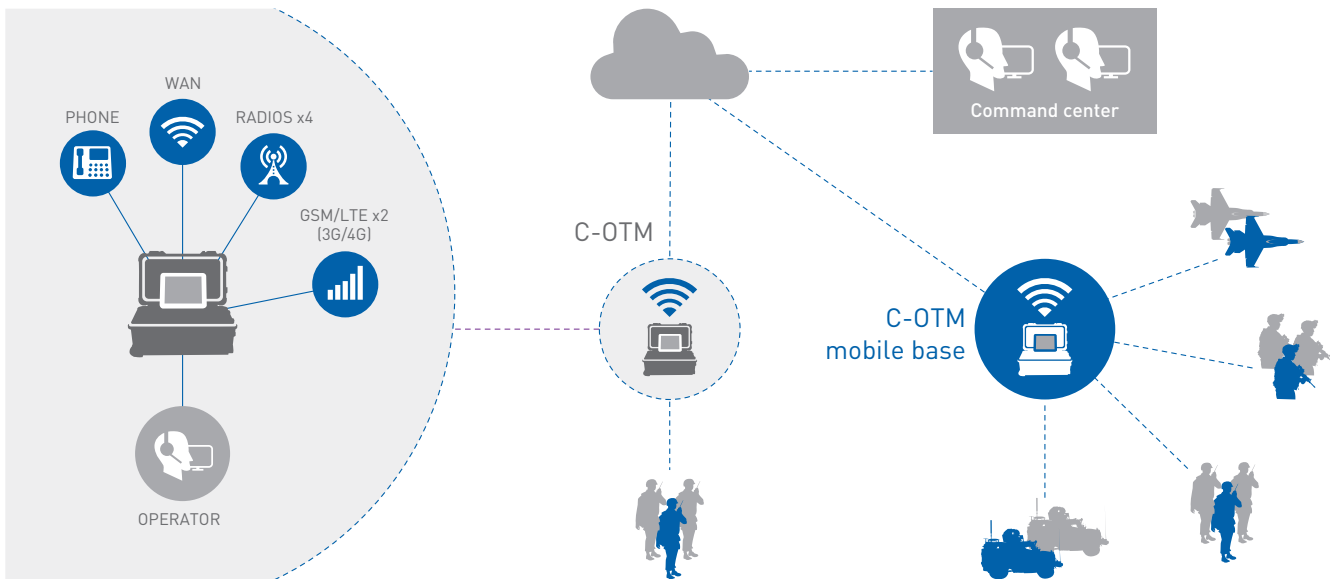 WAN
PHONE
RADIOS x4
GSM/LTE x2
(3G/4G)
OPERATOR
C-OTM
Command center
C-OTM
mobile base